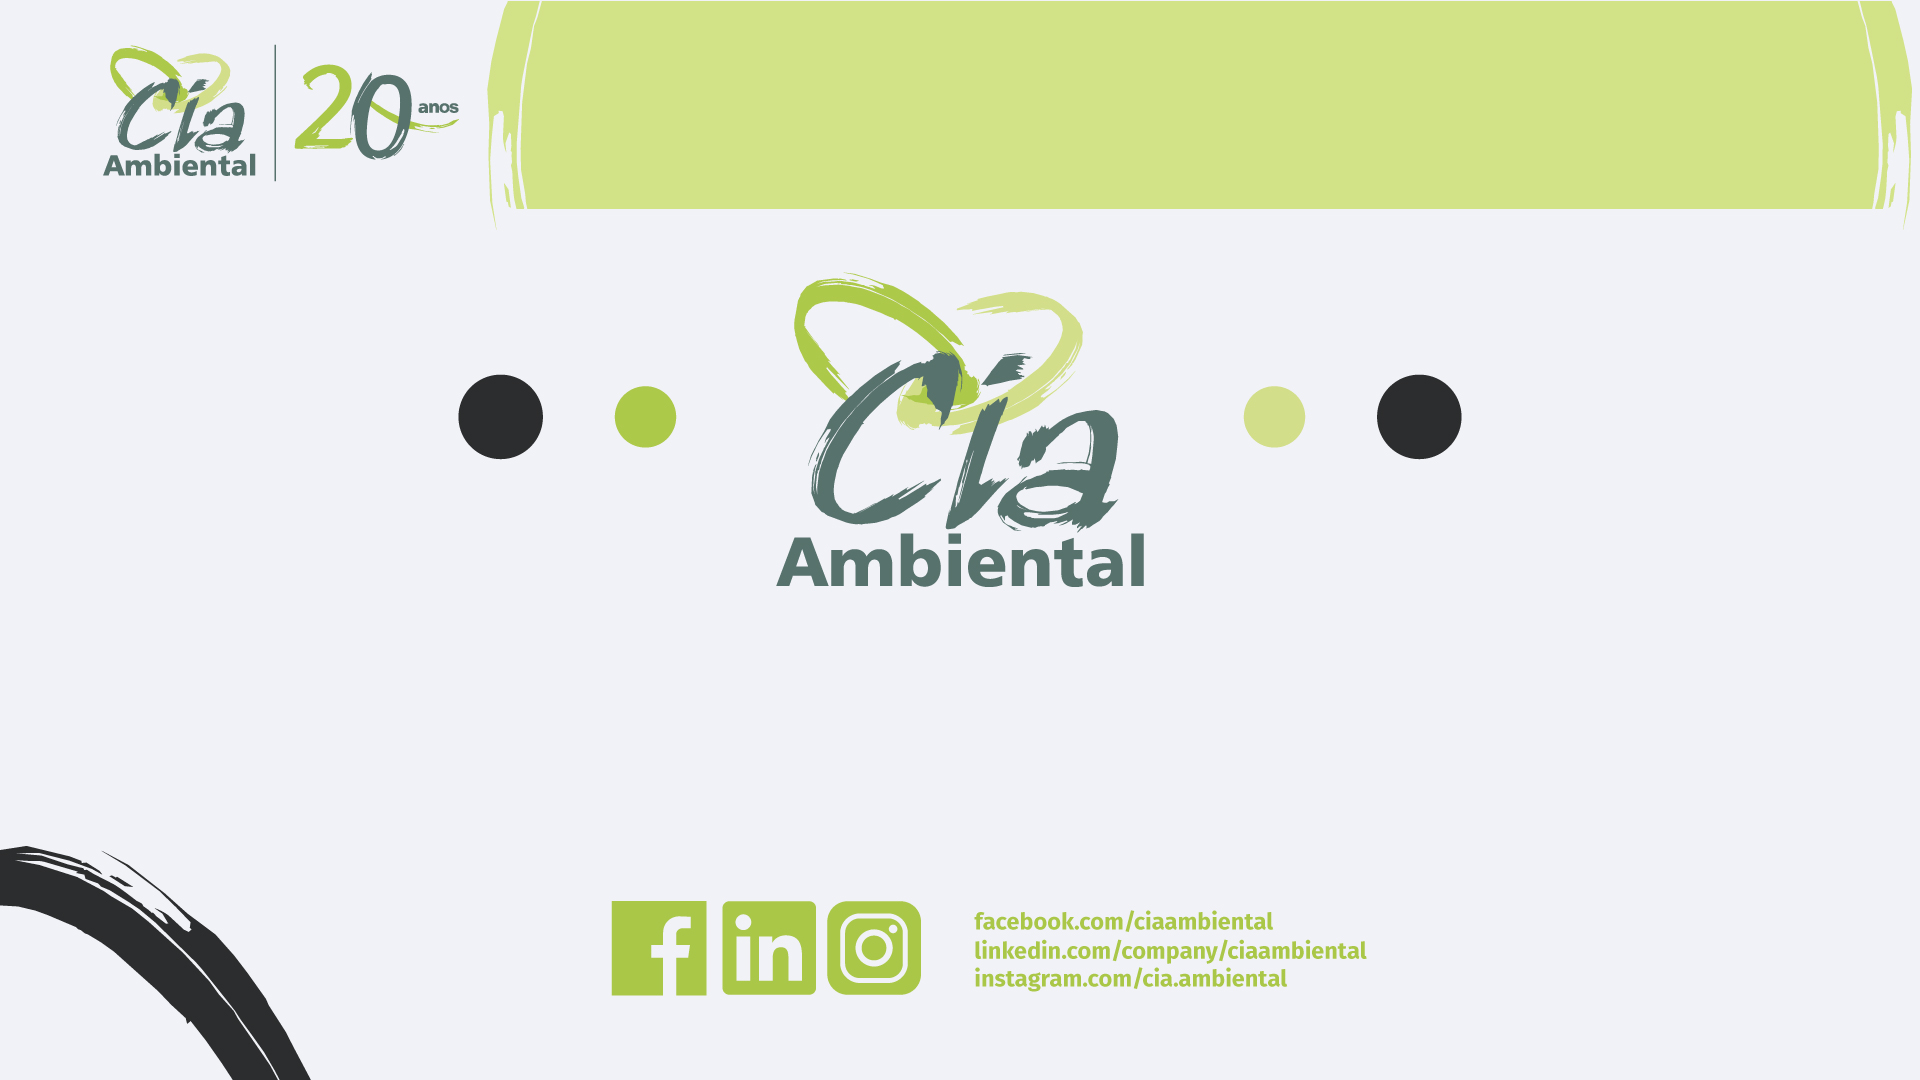 Cia
Ambiental
20 anos
Cia
Ambiental
facebook.com/ciaambiental
linkedin.com/company/ciaambiental
instagram.com/cia.ambiental